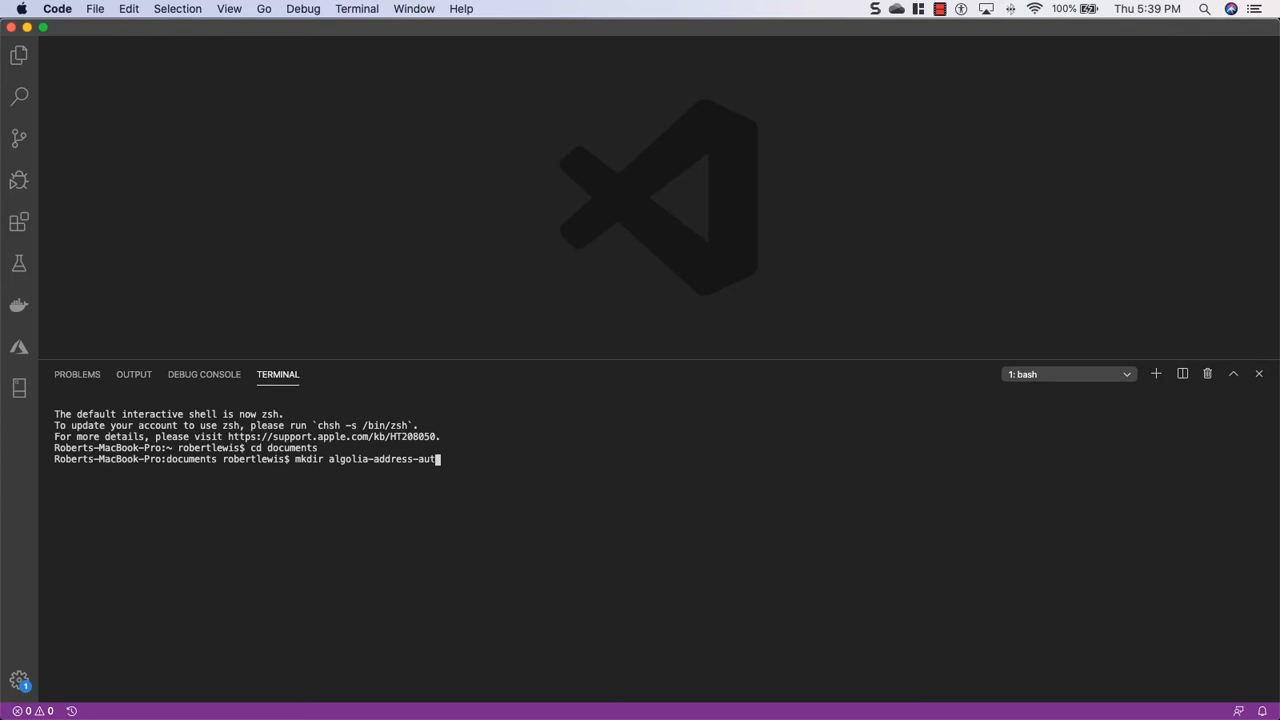 Code File Edit Selection View Go Debug Terminal Window Help 100% Thu 5:39 PM
PROBLEMS OUTPUT DEBUG CONSOLE TERMINAL 1: bash
The default interactive shell is now zsh.
To update your account to use zsh, please run `chsh -s /bin/zsh`.
For more details, please visit https://support.apple.com/kb/HT208050.
Roberts-MacBook-Pro:~ robertlewis$ cd documents
Roberts-MacBook-Pro:documents robertlewis$ mkdir algolia-address-aut
1
0 0